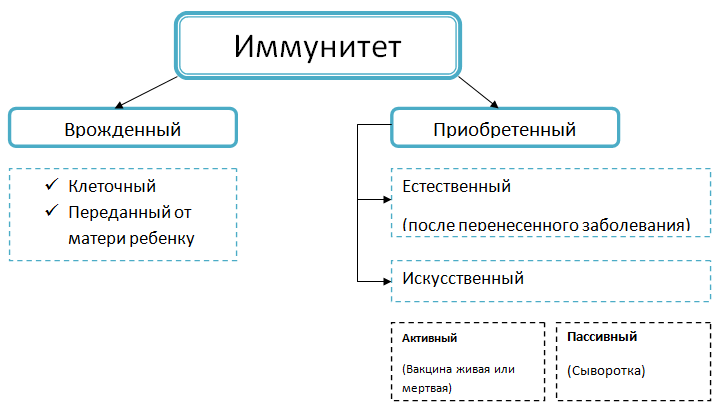 Иммунитет
Врожденный
Приобретенный
✓ Клеточный
✓ Переданный от
матери ребенку
Естественный
(после перенесенного заболевания)
Искусственный
Активный
(Вакцина живая или
мертвая)
Пассивный
(Сыворотка)